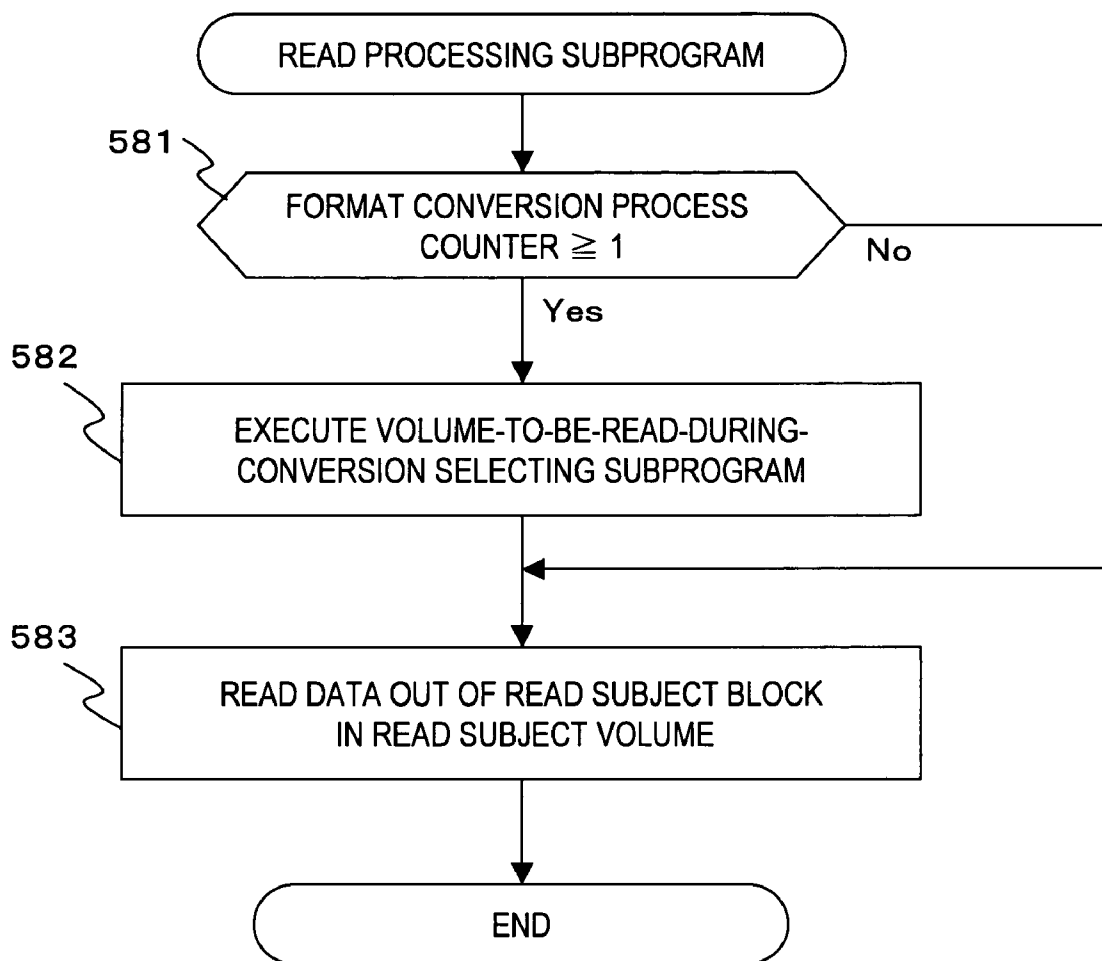 READ PROCESSING SUBPROGRAM
581
FORMAT CONVERSION PROCESS
COUNTER ≧ 1
No
Yes
582
EXECUTE VOLUME-TO-BE-READ-DURING-
CONVERSION SELECTING SUBPROGRAM
583
READ DATA OUT OF READ SUBJECT BLOCK
IN READ SUBJECT VOLUME
END